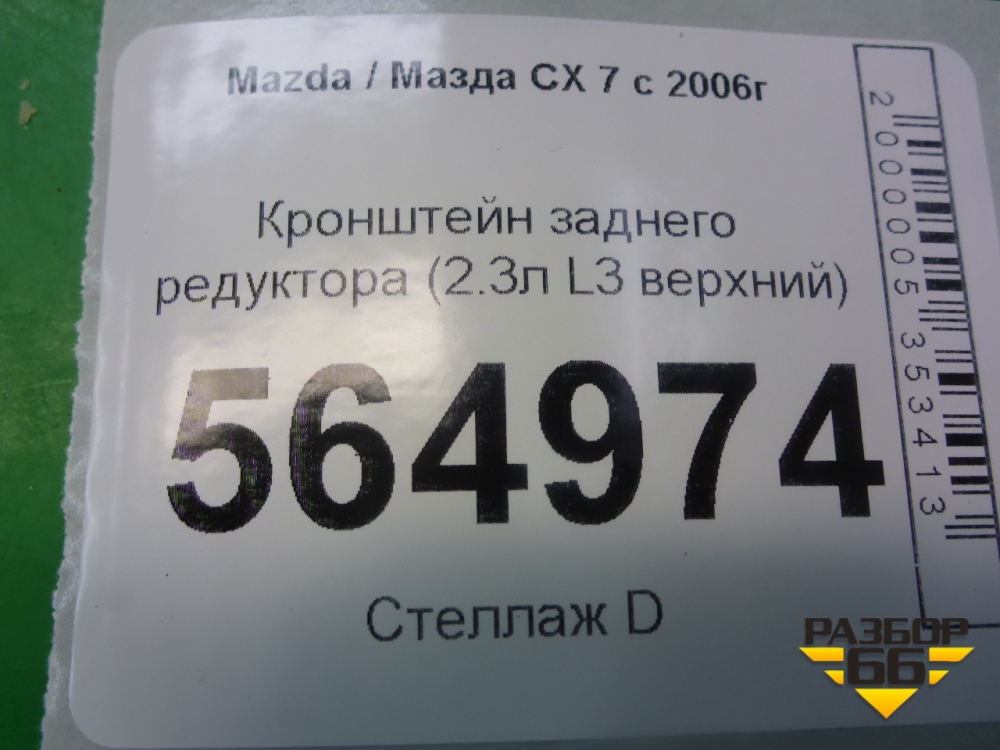 Mazda / Мазда CX 7 с 2006г
Кронштейн заднего
редуктора (2.3л L3 верхний)
564974
Стеллаж D
2000005353413
РАЗБОР
66